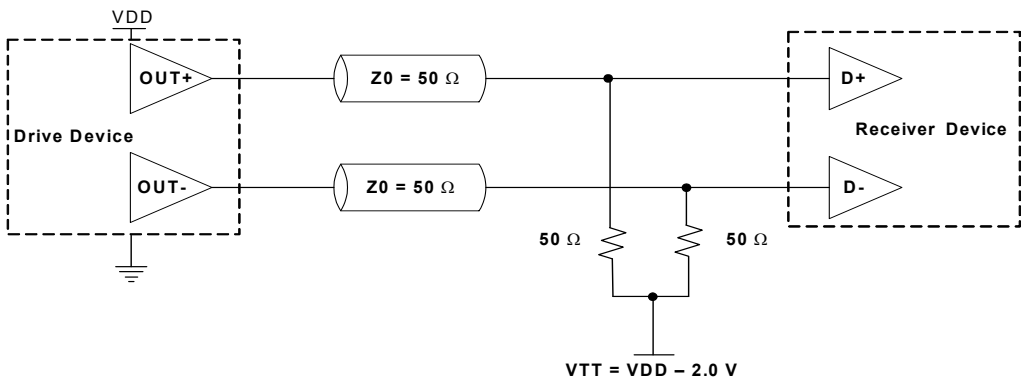 VDD
OUT+
Z0 = 50 Ω
D+
Drive Device
Receiver Device
OUT-
Z0 = 50 Ω
D-
50 Ω
50 Ω
VTT = VDD – 2.0 V